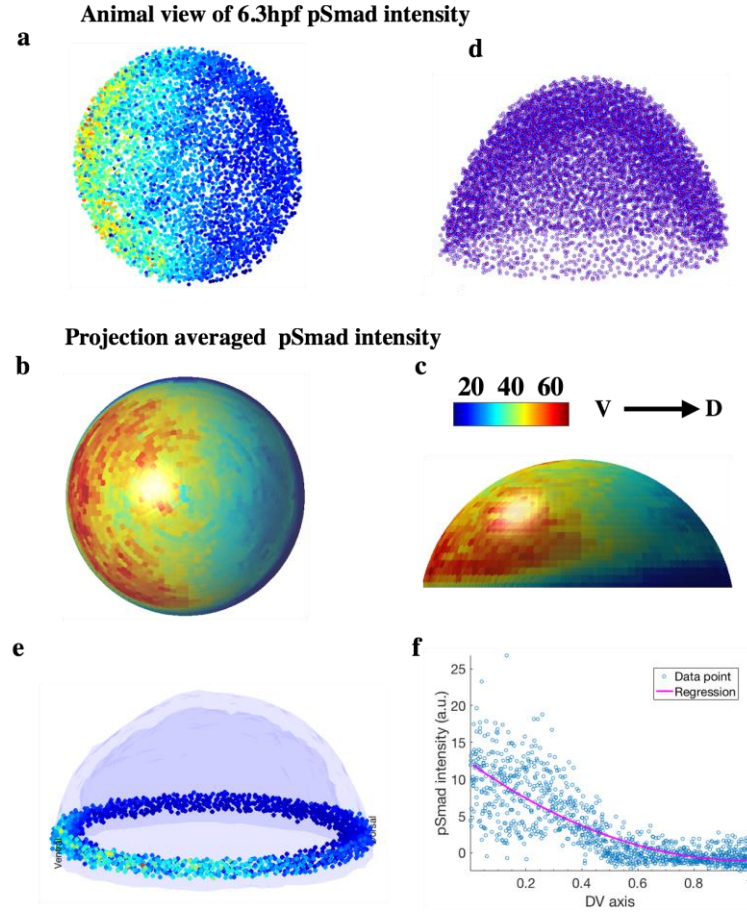 Animal view of 6.3hpf pSmad intensity
a
d
Projection averaged pSmad intensity
b
c
20 40 60
V D
e
f
Ventral
25
20
15
10
5
0
pSmad intensity (a.u.)
Data point
Regression
0.2 0.4 0.6 0.8
DV axis